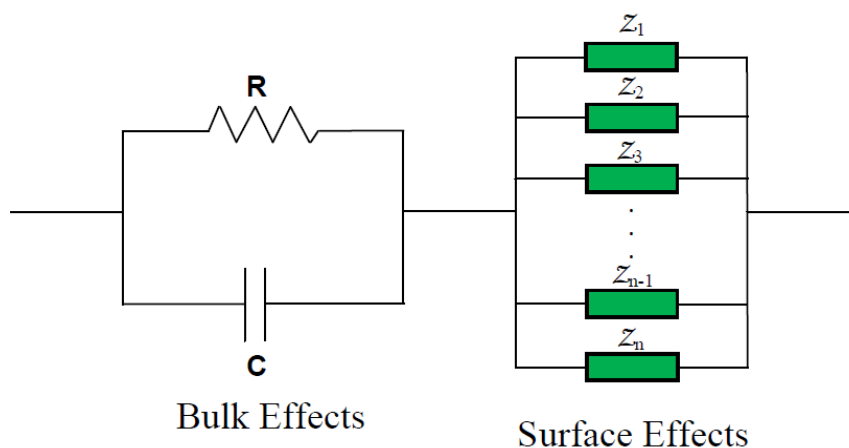 R
C
Bulk Effects
Z1
Z2
Z3
.
.
.
Zn-1
Zn
Surface Effects